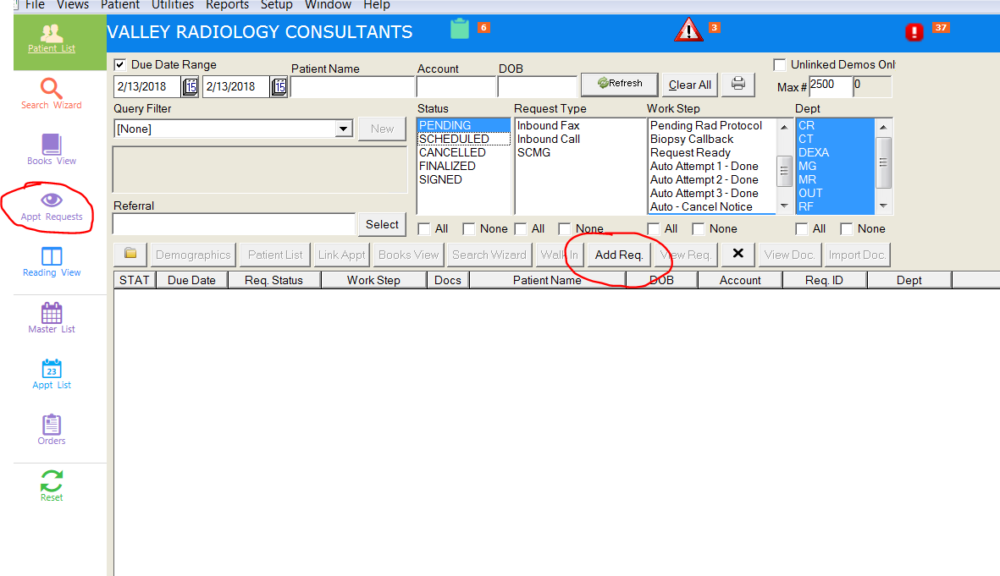 File Views Patient Utilities Reports Setup Window Help
Patient List
Search Wizard
Books View
Appt Requests
Reading View
Master List
23
Appt List
Orders
Reset
VALLEY RADIOLOGY CONSULTANTS 6 3 37
Due Date Range
Patient Name
Account
DOB
Unlinked Demos Onl
2/13/2018 15 2/13/2018 15
Refresh
Clear All
Max # 2500 0
Query Filter
[None]
New
Status
PENDING
SCHEDULED
CANCELLED
FINALIZED
SIGNED
Request Type
Inbound Fax
Inbound Call
SCMG
Work Step
Pending Rad Protocol
Biopsy Callback
Request Ready
Auto Attempt 1 - Done
Auto Attempt 2 - Done
Auto Attempt 3 - Done
Auto - Cancel Notice
Dept
CR
CT
DEXA
MG
MR
OUT
RF
Referral
Select
All None All None All None All None
Demographics Patient List Link Appt Books View Search Wizard Walk In Add Req. View Req. X View Doc. Import Doc.
STAT Due Date Req. Status Work Step Docs Patient Name DOB Account Req. ID Dept